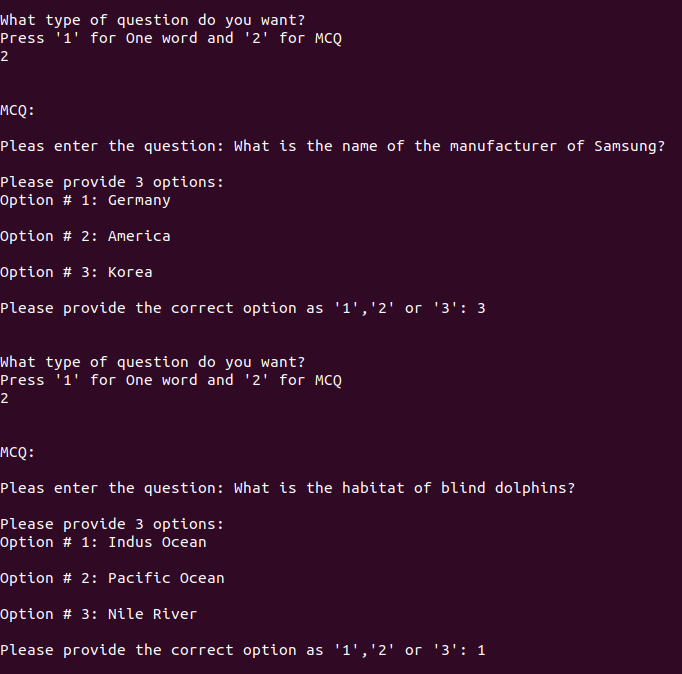 What type of question do you want?
Press '1' for One word and '2' for MCQ
2
MCQ:
Pleas enter the question: What is the name of the manufacturer of Samsung?
Please provide 3 options:
Option # 1: Germany
Option # 2: America
Option # 3: Korea
Please provide the correct option as '1','2' or '3': 3
What type of question do you want?
Press '1' for One word and '2' for MCQ
2
MCQ:
Pleas enter the question: What is the habitat of blind dolphins?
Please provide 3 options:
Option # 1: Indus Ocean
Option # 2: Pacific Ocean
Option # 3: Nile River
Please provide the correct option as '1','2' or '3': 1